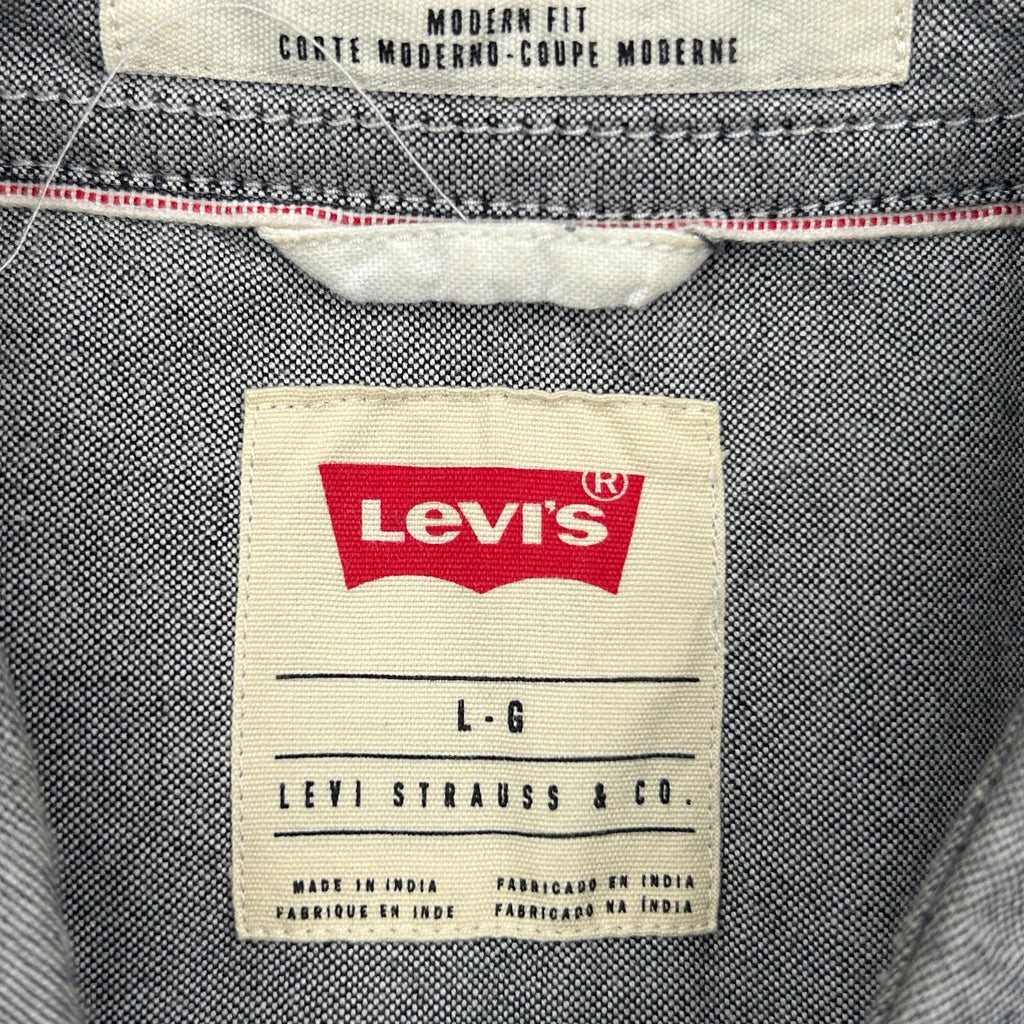 MODERN FIT
CORTE MODERNO-COUPE MODERNE
LEVI'S®
L - G
LEVI STRAUSS & CO.
MADE IN INDIA
FABRIQUE EN INDE
FABRICADO EN INDIA
FABRICADO NA ÍNDIA